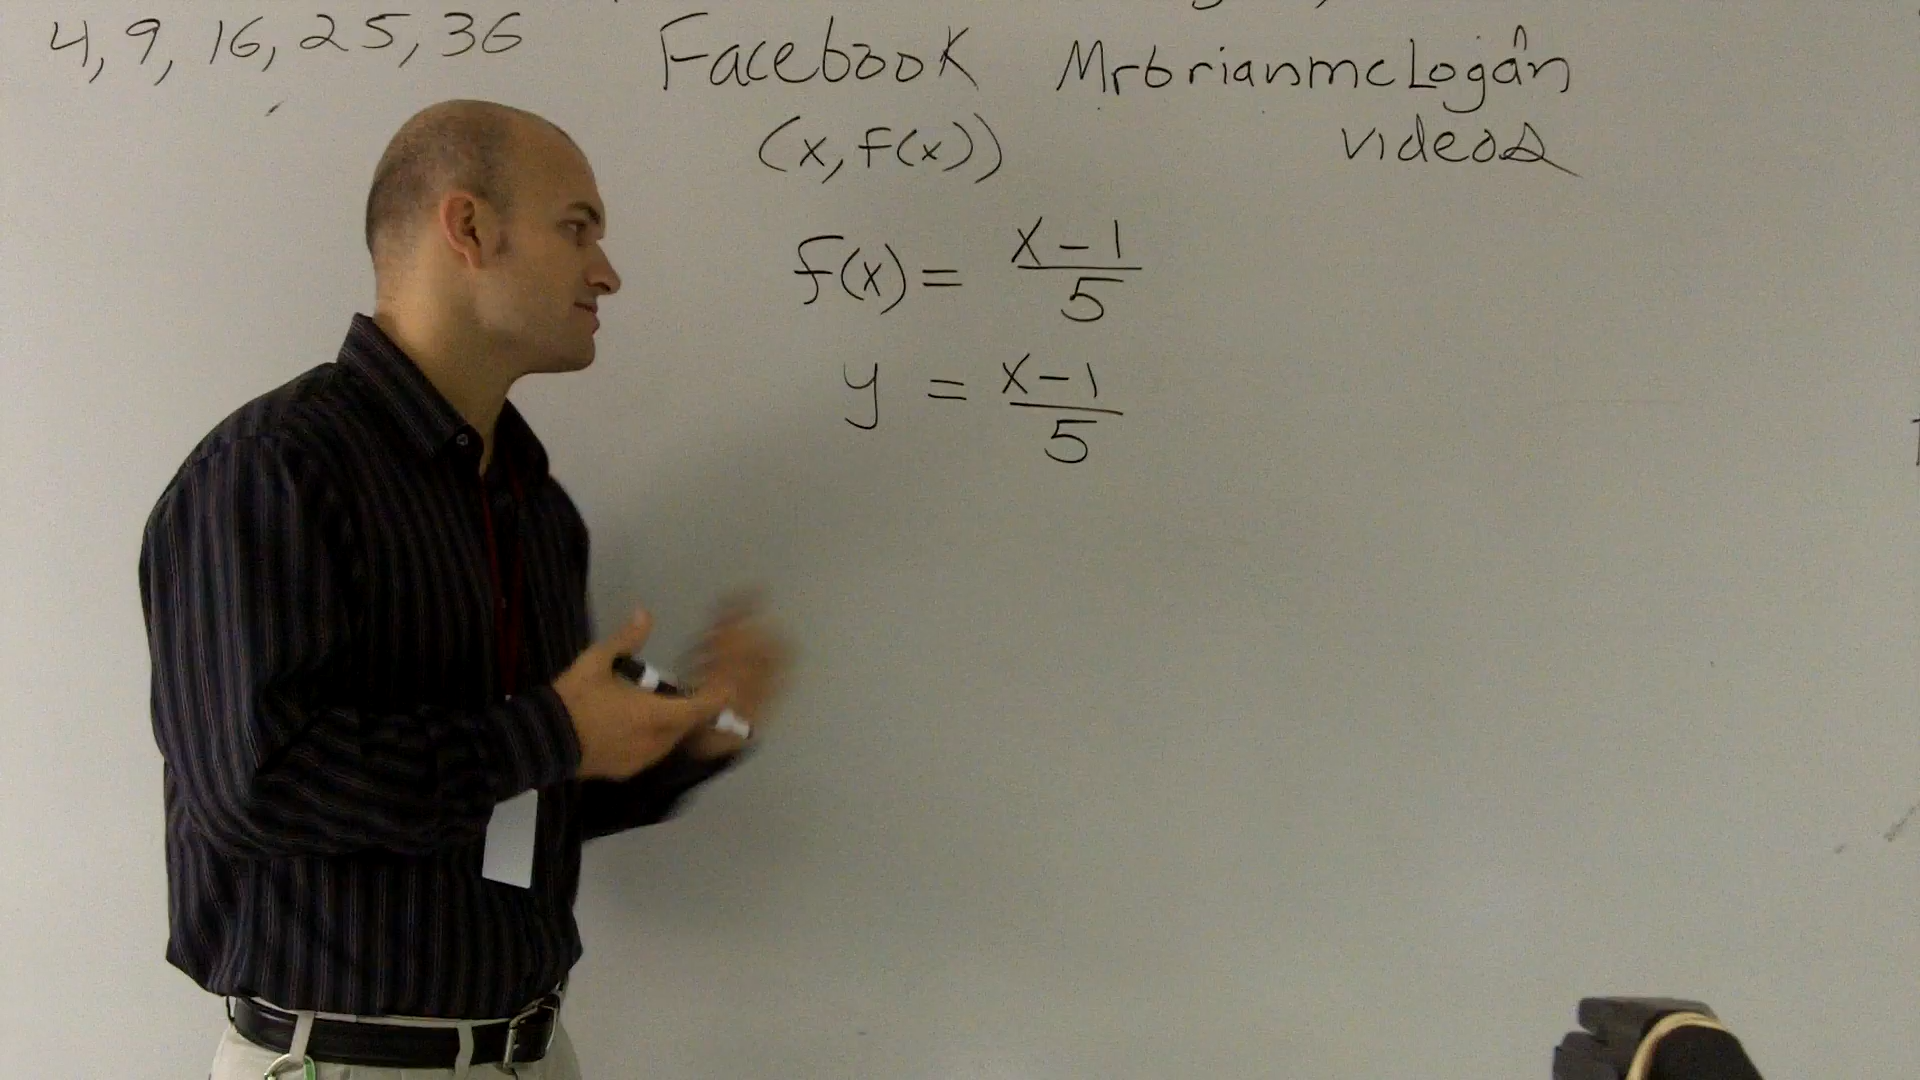 4, 9, 16, 25, 36
Facebook MrbrianmcLogan
videos
(x, f(x))
f(x) = x-1/5
y = x-1/5